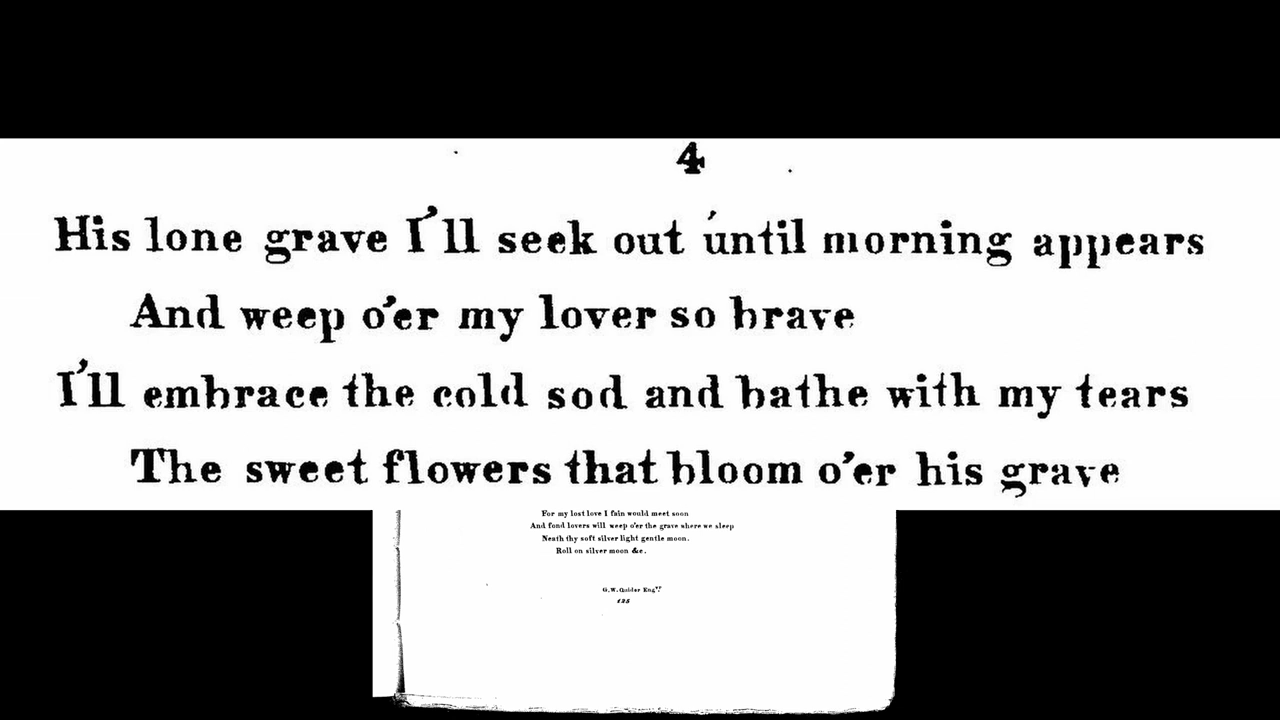 4
His lone grave I'll seek out until morning appears
And weep o'er my lover so brave
I'll embrace the cold sod and bathe with my tears
The sweet flowers that bloom o'er his grave
For my lost love I fain would meet soon
And fond lovers will weep o'er the grave where we sleep
Neath thy soft silver light gentle moon.
Roll on silver moon &c.
G.W. Quidor Engvr.
125